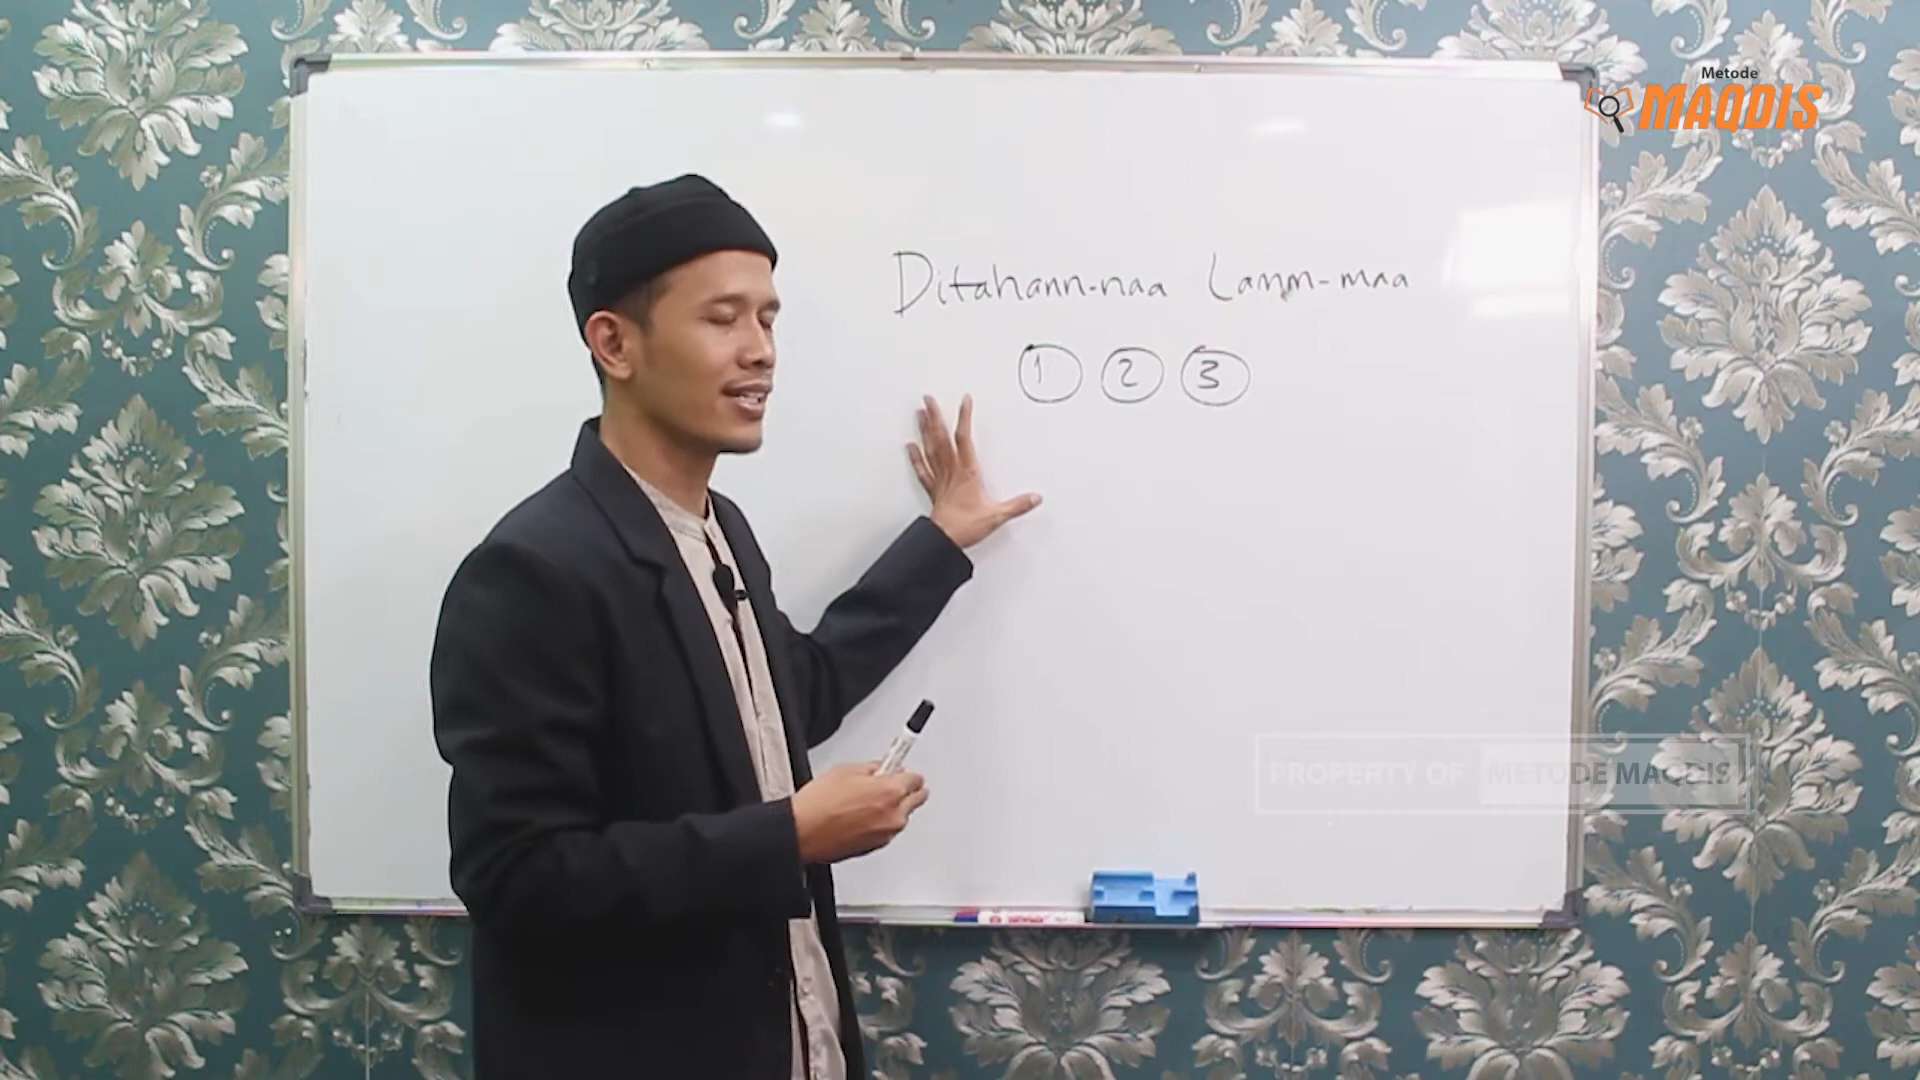 Metode
MAQDIS
Ditahann-naa Lamm-maa
1 2 3
PROPERTY OF METODE MAQDIS